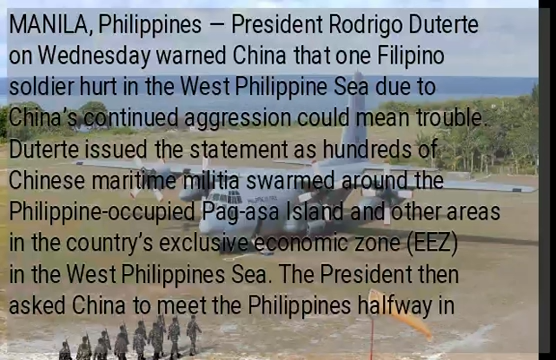 MANILA, Philippines — President Rodrigo Duterte
on Wednesday warned China that one Filipino
soldier hurt in the West Philippine Sea due to
China's continued aggression could mean trouble.
Duterte issued the statement as hundreds of
Chinese maritime militia swarmed around the
Philippine-occupied Pag-asa Island and other areas
in the country's exclusive economic zone (EEZ)
in the West Philippines Sea. The President then
asked China to meet the Philippines halfway in